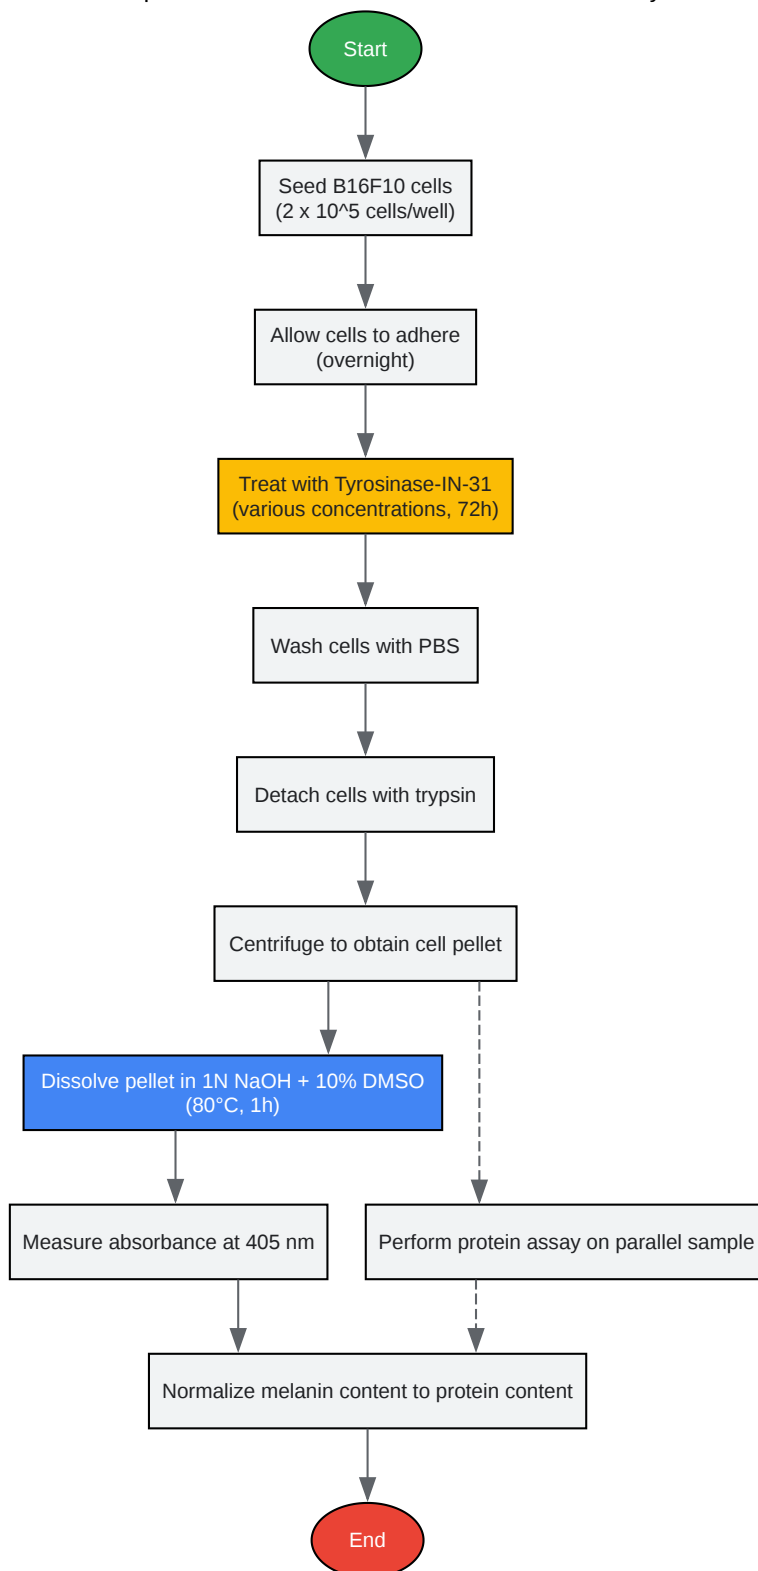 Start
Seed B16F10 cells
(2 x 10^5 cells/well)
Allow cells to adhere
(overnight)
Treat with Tyrosinase-IN-31
(various concentrations, 72h)
Wash cells with PBS
Detach cells with trypsin
Centrifuge to obtain cell pellet
Dissolve pellet in 1N NaOH + 10% DMSO
(80°C, 1h)
Measure absorbance at 405 nm
Perform protein assay on parallel sample
Normalize melanin content to protein content
End